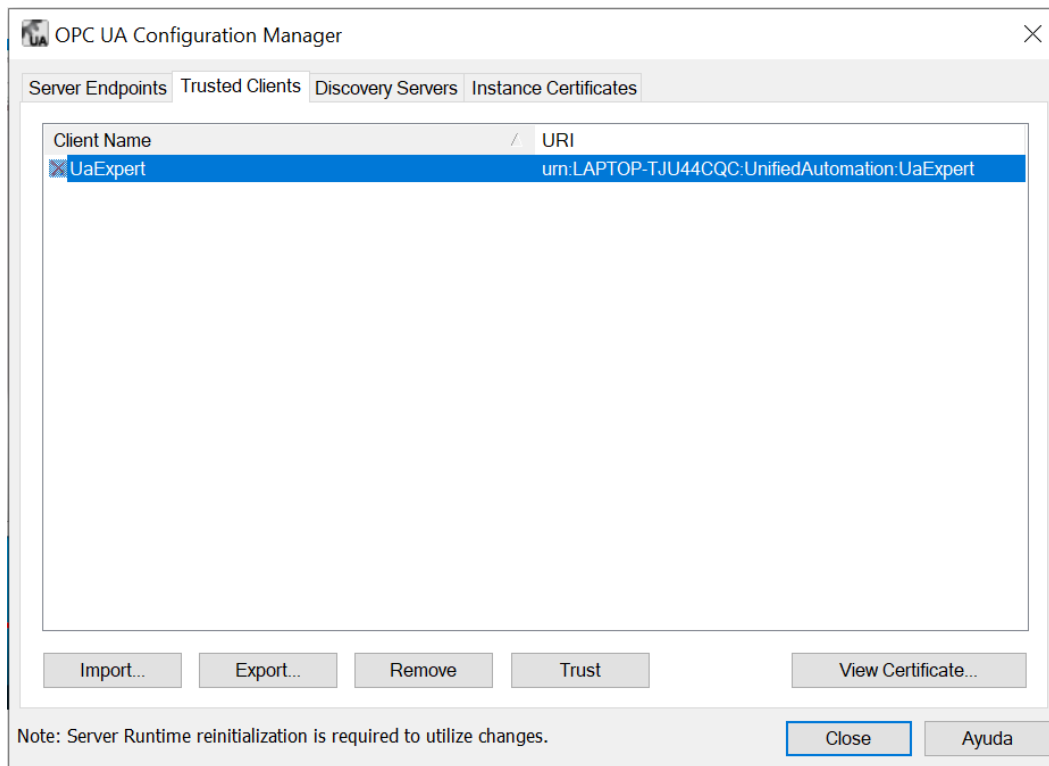 UA OPC UA Configuration Manager
Server Endpoints Trusted Clients Discovery Servers Instance Certificates
Client Name URI
UaExpert urn:LAPTOP-TJU44CQC:UnifiedAutomation:UaExpert
Import... Export... Remove Trust View Certificate...
Note: Server Runtime reinitialization is required to utilize changes. Close Ayuda